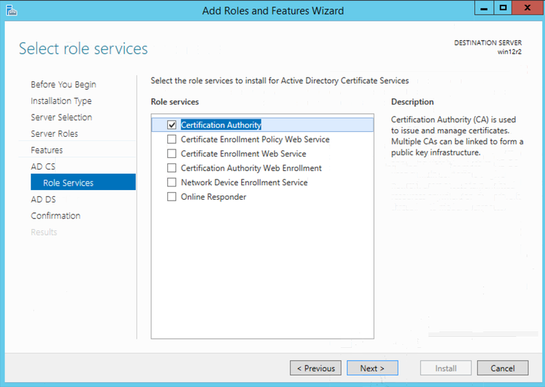 Add Roles and Features Wizard
Select role services
DESTINATION SERVER
win12r2
Before You Begin
Installation Type
Server Selection
Server Roles
Features
AD CS
Role Services
AD DS
Confirmation
Results
Select the role services to install for Active Directory Certificate Services
Role services
Certification Authority
Certificate Enrollment Policy Web Service
Certificate Enrollment Web Service
Certification Authority Web Enrollment
Network Device Enrollment Service
Online Responder
Description
Certification Authority (CA) is used
to issue and manage certificates.
Multiple CAs can be linked to form a
public key infrastructure.
< Previous
Next >
Install
Cancel